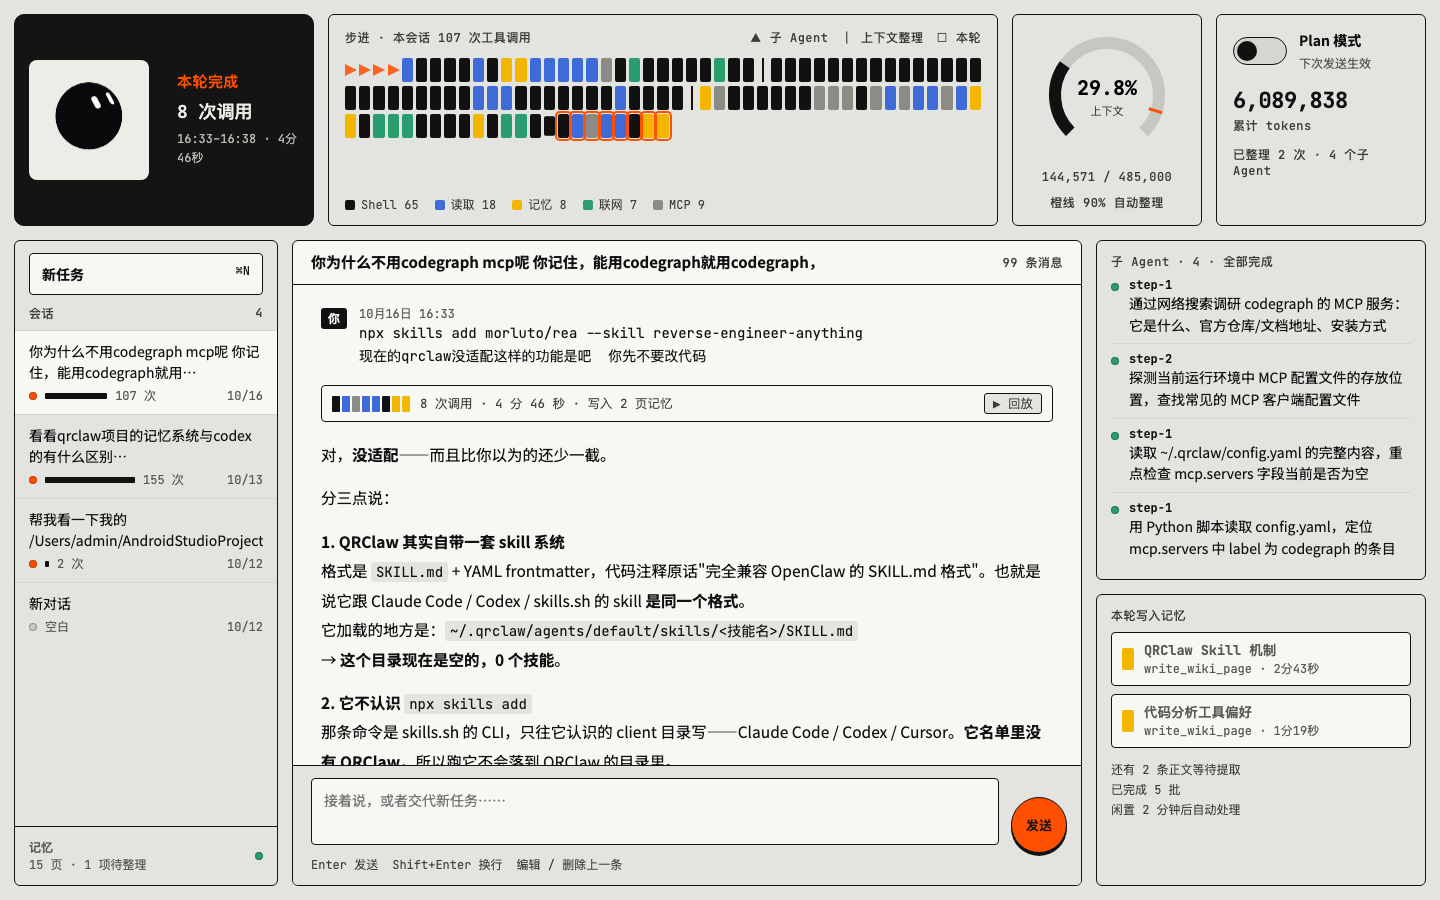 本轮完成
8 次调用
16:33–16:38 · 4分
46秒
步进 · 本会话 107 次工具调用
▲ 子 Agent ｜ 上下文整理 □ 本轮
Shell 65 读取 18 记忆 8 联网 7 MCP 9
29.8%
上下文
144,571 / 485,000
橙线 90% 自动整理
Plan 模式
下次发送生效
6,089,838
累计 tokens
已整理 2 次 · 4 个子
Agent
新任务 ⌘N
会话 4
你为什么不用codegraph mcp呢 你记
住，能用codegraph就用…
107 次 10/16
看看qrclaw项目的记忆系统与codex
的有什么区别…
155 次 10/13
帮我看一下我的
/Users/admin/AndroidStudioProject
2 次 10/12
新对话
空白 10/12
记忆
15 页 · 1 项待整理
你为什么不用codegraph mcp呢 你记住，能用codegraph就用codegraph，
99 条消息
你
10月16日 16:33
npx skills add morluto/rea --skill reverse-engineer-anything
现在的qrclaw没适配这样的功能是吧 你先不要改代码
8 次调用 · 4 分 46 秒 · 写入 2 页记忆
▶ 回放
对，没适配——而且比你以为的还少一截。
分三点说：
1. QRClaw 其实自带一套 skill 系统
格式是 SKILL.md + YAML frontmatter，代码注释原话"完全兼容 OpenClaw 的 SKILL.md 格式"。也就是
说它跟 Claude Code / Codex / skills.sh 的 skill 是同一个格式。
它加载的地方是： ~/.qrclaw/agents/default/skills/<技能名>/SKILL.md
→ 这个目录现在是空的，0 个技能。
2. 它不认识 npx skills add
那条命令是 skills.sh 的 CLI，只往它认识的 client 目录写——Claude Code / Codex / Cursor。它名单里没
有 QRClaw，所以跑它不会落到 QRClaw 的目录里。
接着说，或者交代新任务……
发送
Enter 发送 Shift+Enter 换行 编辑 / 删除上一条
子 Agent · 4 · 全部完成
step-1
通过网络搜索调研 codegraph 的 MCP 服务：
它是什么、官方仓库/文档地址、安装方式
step-2
探测当前运行环境中 MCP 配置文件的存放位
置，查找常见的 MCP 客户端配置文件
step-1
读取 ~/.qrclaw/config.yaml 的完整内容，重
点检查 mcp.servers 字段当前是否为空
step-1
用 Python 脚本读取 config.yaml，定位
mcp.servers 中 label 为 codegraph 的条目
本轮写入记忆
QRClaw Skill 机制
write_wiki_page · 2分43秒
代码分析工具偏好
write_wiki_page · 1分19秒
还有 2 条正文等待提取
已完成 5 批
闲置 2 分钟后自动处理